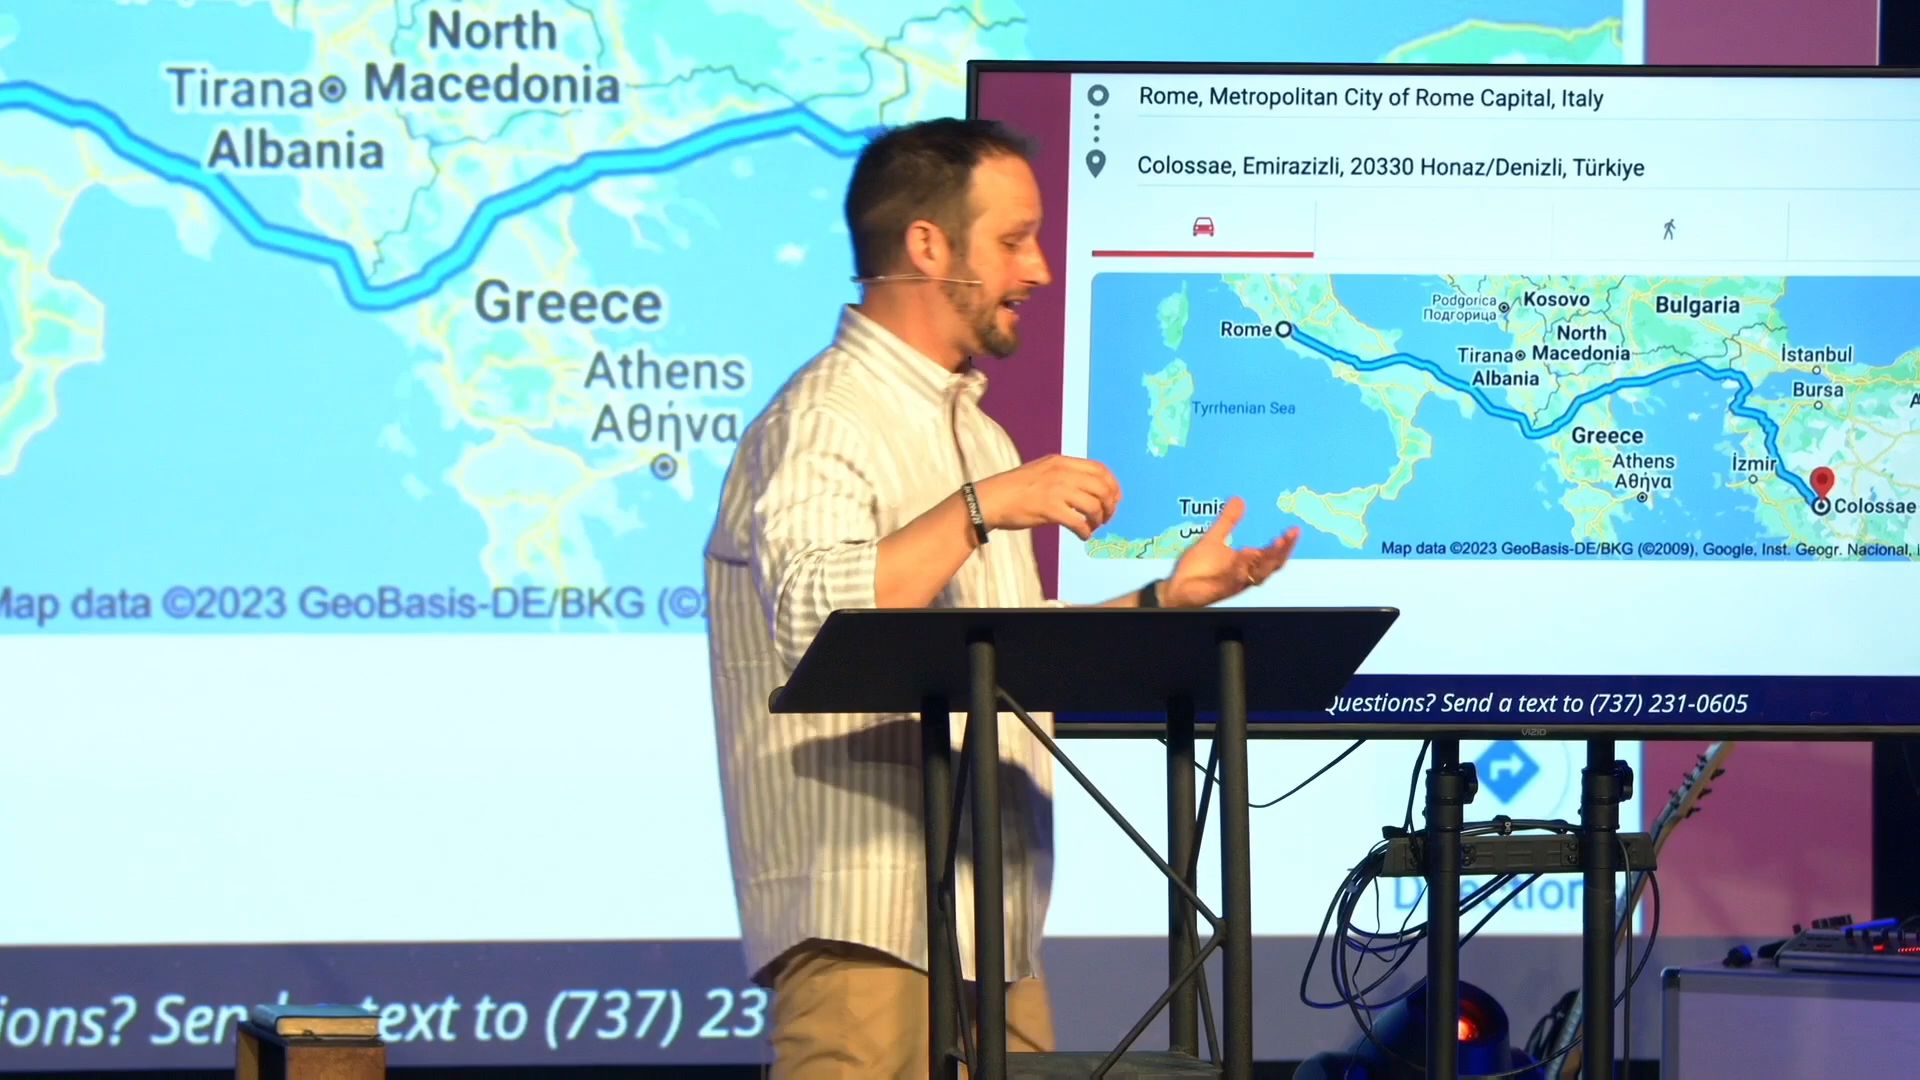 North
Tirana Macedonia
Albania
Greece
Athens
Αθήνα
Map data ©2023 GeoBasis-DE/BKG (©
text to (737) 23
Rome, Metropolitan City of Rome Capital, Italy
Colossae, Emirazizli, 20330 Honaz/Denizli, Türkiye
Podgorica
Подгорица
Kosovo
Bulgaria
Rome
North
Tirana Macedonia
Albania
İstanbul
Bursa
Tyrrhenian Sea
Greece
Athens
Αθήνα
İzmir
Tunis
Colossae
Map data ©2023 GeoBasis-DE/BKG (©2009), Google, Inst. Geogr. Nacional,
Questions? Send a text to (737) 231-0605
VIZIO